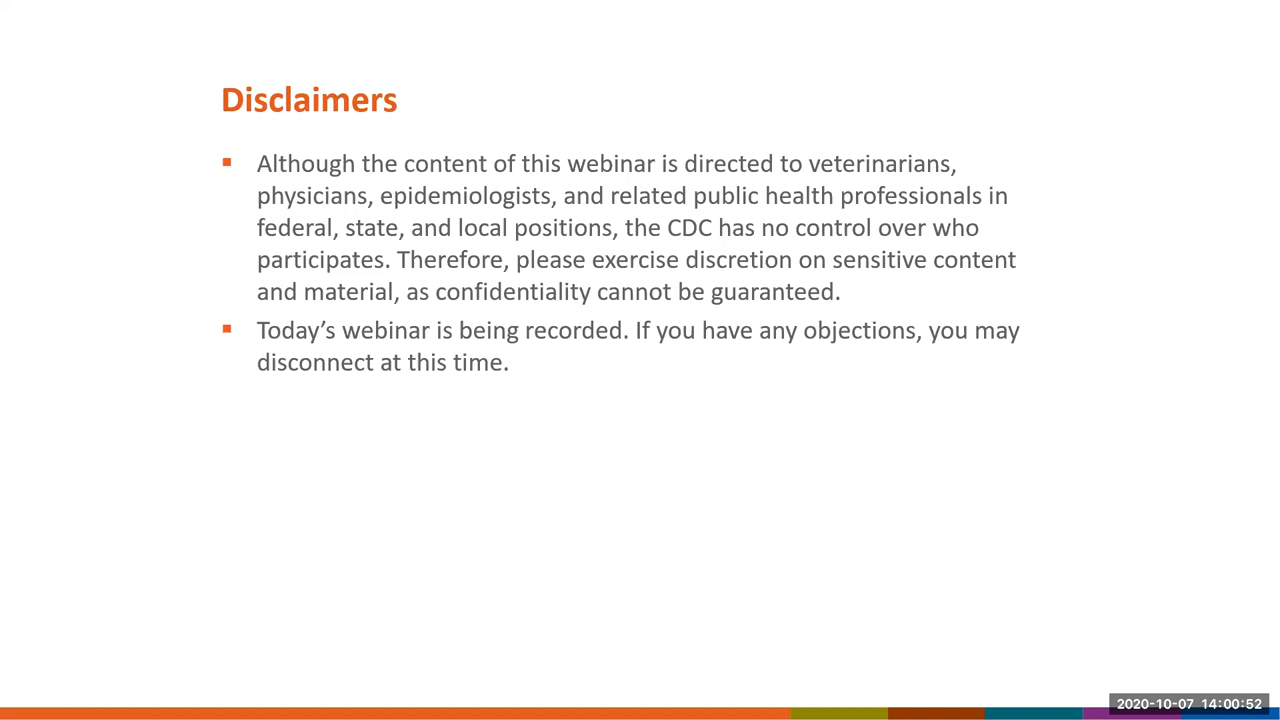 Disclaimers
▪ Although the content of this webinar is directed to veterinarians,
physicians, epidemiologists, and related public health professionals in
federal, state, and local positions, the CDC has no control over who
participates. Therefore, please exercise discretion on sensitive content
and material, as confidentiality cannot be guaranteed.
▪ Today’s webinar is being recorded. If you have any objections, you may
disconnect at this time.
2020-10-07 14:00:52